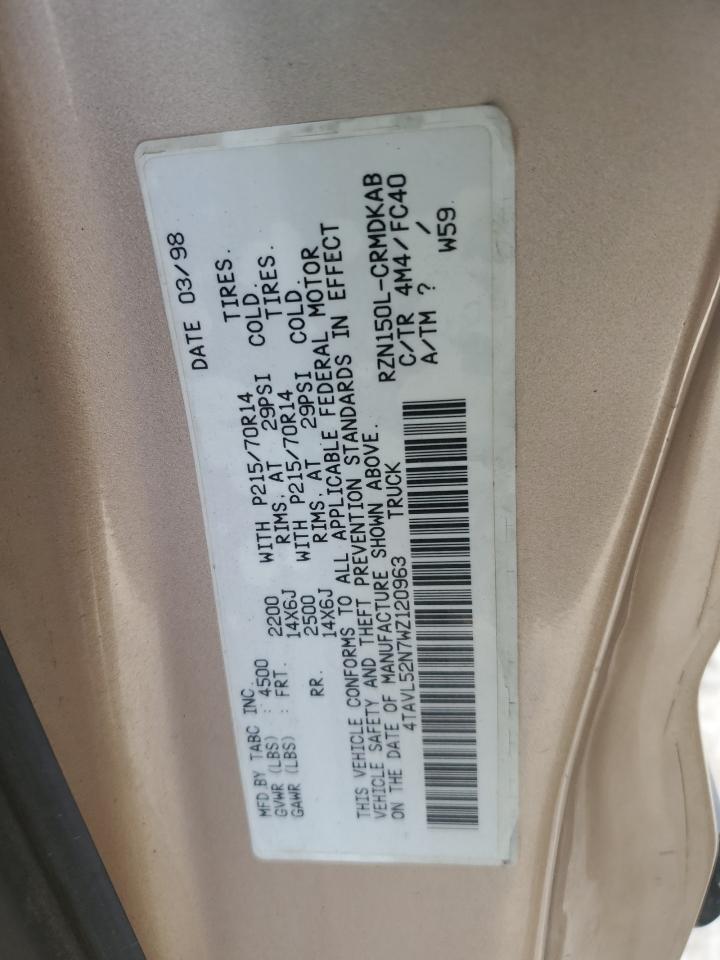 MFD BY TABC INC. DATE 03/98
GVWR (LBS) : 4500
GAWR (LBS) : FRT. 2200 WITH P215/70R14 TIRES.
14X6J RIMS, AT 29PSI COLD.
RR. 2500 WITH P215/70R14 TIRES.
14X6J RIMS, AT 29PSI COLD.
THIS VEHICLE CONFORMS TO ALL APPLICABLE FEDERAL MOTOR
VEHICLE SAFETY AND THEFT PREVENTION STANDARDS IN EFFECT
ON THE DATE OF MANUFACTURE SHOWN ABOVE.
4TAVL52N7WZ120963 TRUCK
RZN150L-CRMDKAB
C/TR 4M4/FC40
A/TM ? /
W59